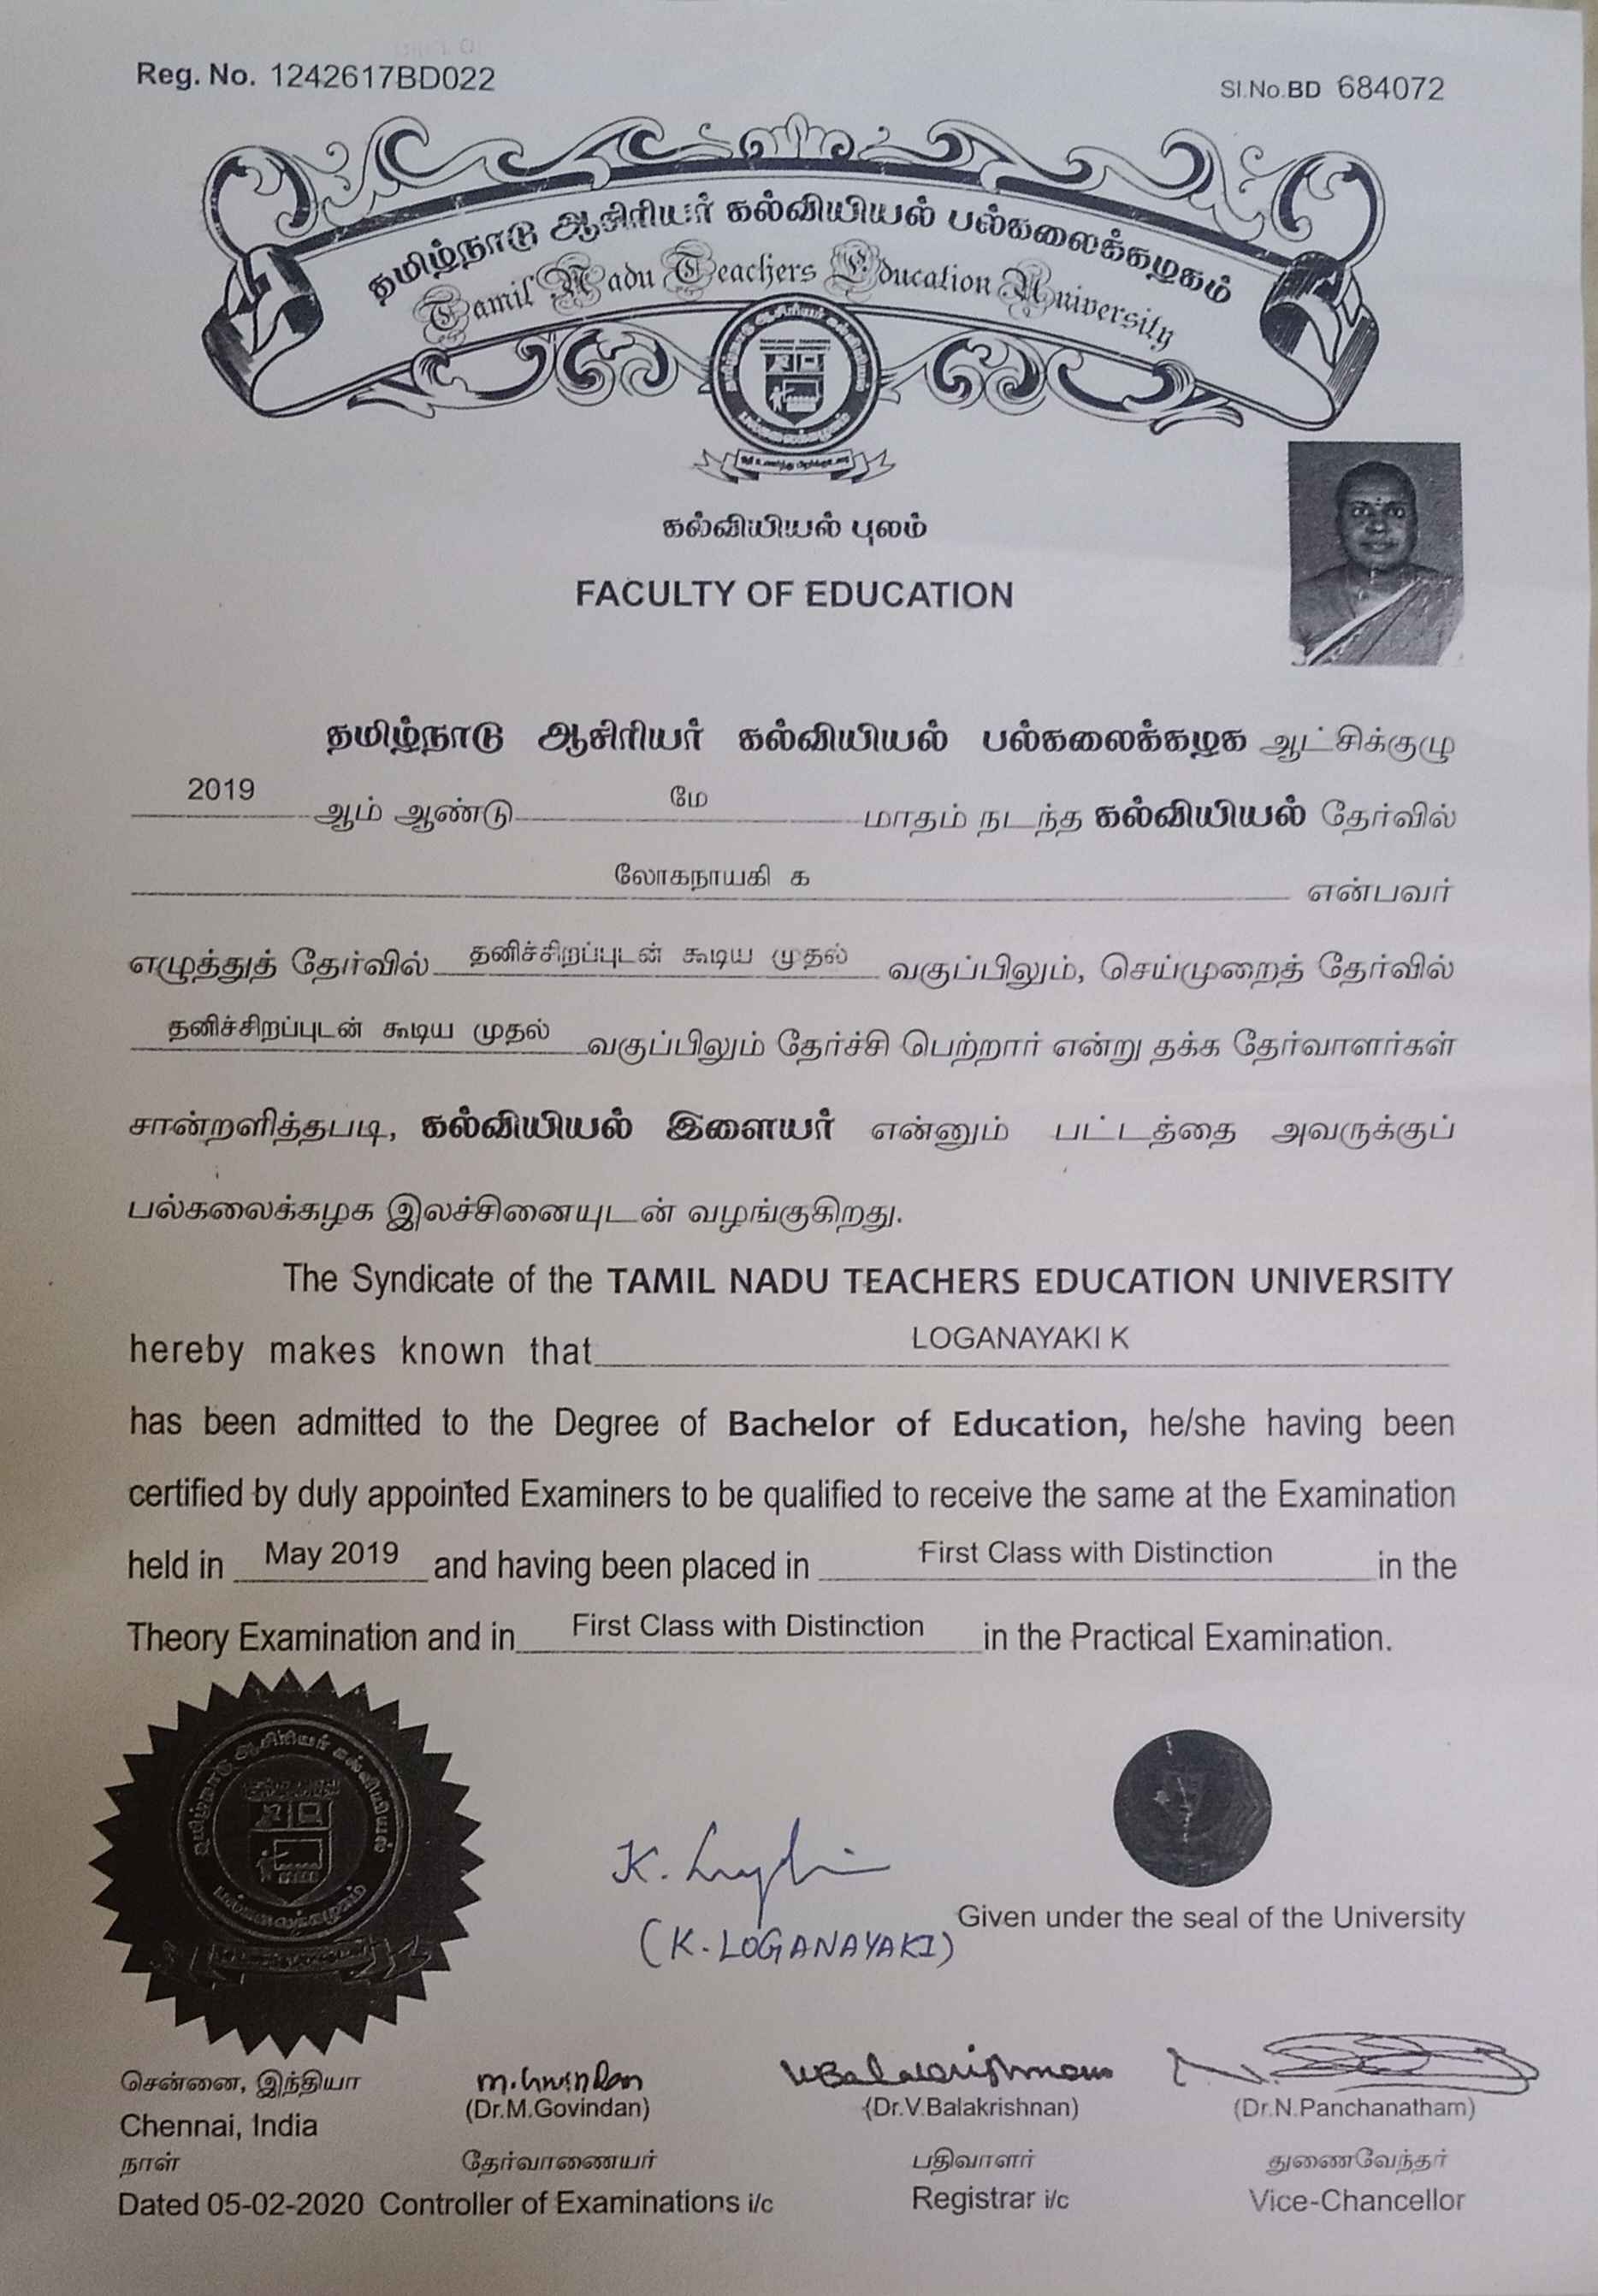 Reg. No. 1242617BD022
Sl.No.BD 684072
தமிழ்நாடு ஆசிரியர் கல்வியியல் பல்கலைக்கழகம்
Tamil Nadu Teachers Education University
கல்வியியல் புலம்
FACULTY OF EDUCATION
தமிழ்நாடு ஆசிரியர் கல்வியியல் பல்கலைக்கழக ஆட்சிக்குழு
2019 ஆம் ஆண்டு மே மாதம் நடந்த கல்வியியல் தேர்வில்
லோகநாயகி க என்பவர்
எழுத்துத் தேர்வில் தனிச்சிறப்புடன் கூடிய முதல் வகுப்பிலும், செய்முறைத் தேர்வில்
தனிச்சிறப்புடன் கூடிய முதல் வகுப்பிலும் தேர்ச்சி பெற்றார் என்று தக்க தேர்வாளர்கள்
சான்றளித்தபடி, கல்வியியல் இளையர் என்னும் பட்டத்தை அவருக்குப்
பல்கலைக்கழக இலச்சினையுடன் வழங்குகிறது.
The Syndicate of the TAMIL NADU TEACHERS EDUCATION UNIVERSITY
hereby makes known that LOGANAYAKI K
has been admitted to the Degree of Bachelor of Education, he/she having been
certified by duly appointed Examiners to be qualified to receive the same at the Examination
held in May 2019 and having been placed in First Class with Distinction in the
Theory Examination and in First Class with Distinction in the Practical Examination.
தமிழ்நாடு ஆசிரியர் கல்வியியல்
பல்கலைக்கழகம்
Given under the seal of the University
(K. LOGANAYAKI)
சென்னை, இந்தியா
(Dr.M.Govindan) (Dr.V.Balakrishnan) (Dr.N.Panchanatham)
Chennai, India
நாள் தேர்வாணையர் பதிவாளர் துணைவேந்தர்
Dated 05-02-2020 Controller of Examinations i/c Registrar i/c Vice-Chancellor